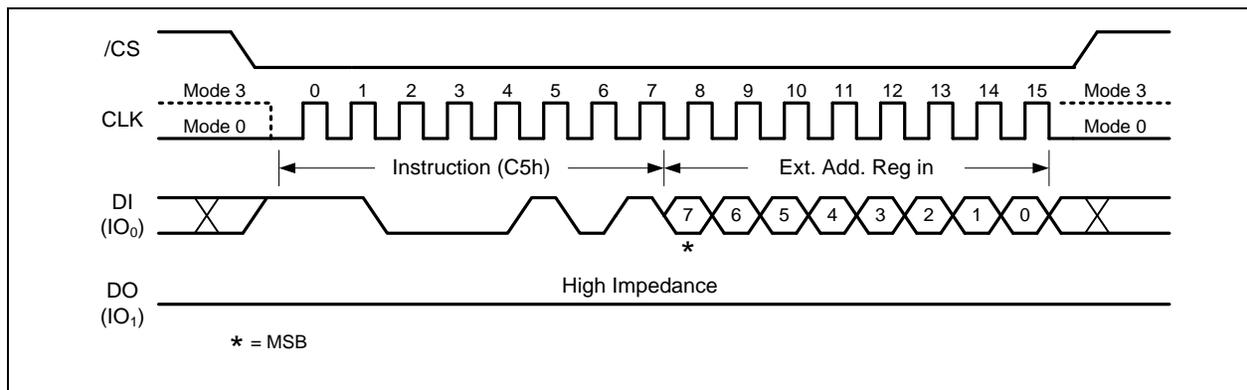 /CS
Mode 3 0 1 2 3 4 5 6 7 8 9 10 11 12 13 14 15 Mode 3
CLK
Mode 0 Mode 0
Instruction (C5h) Ext. Add. Reg in
DI
(IO₀)
7 6 5 4 3 2 1 0
*
High Impedance
DO
(IO₁)
* = MSB